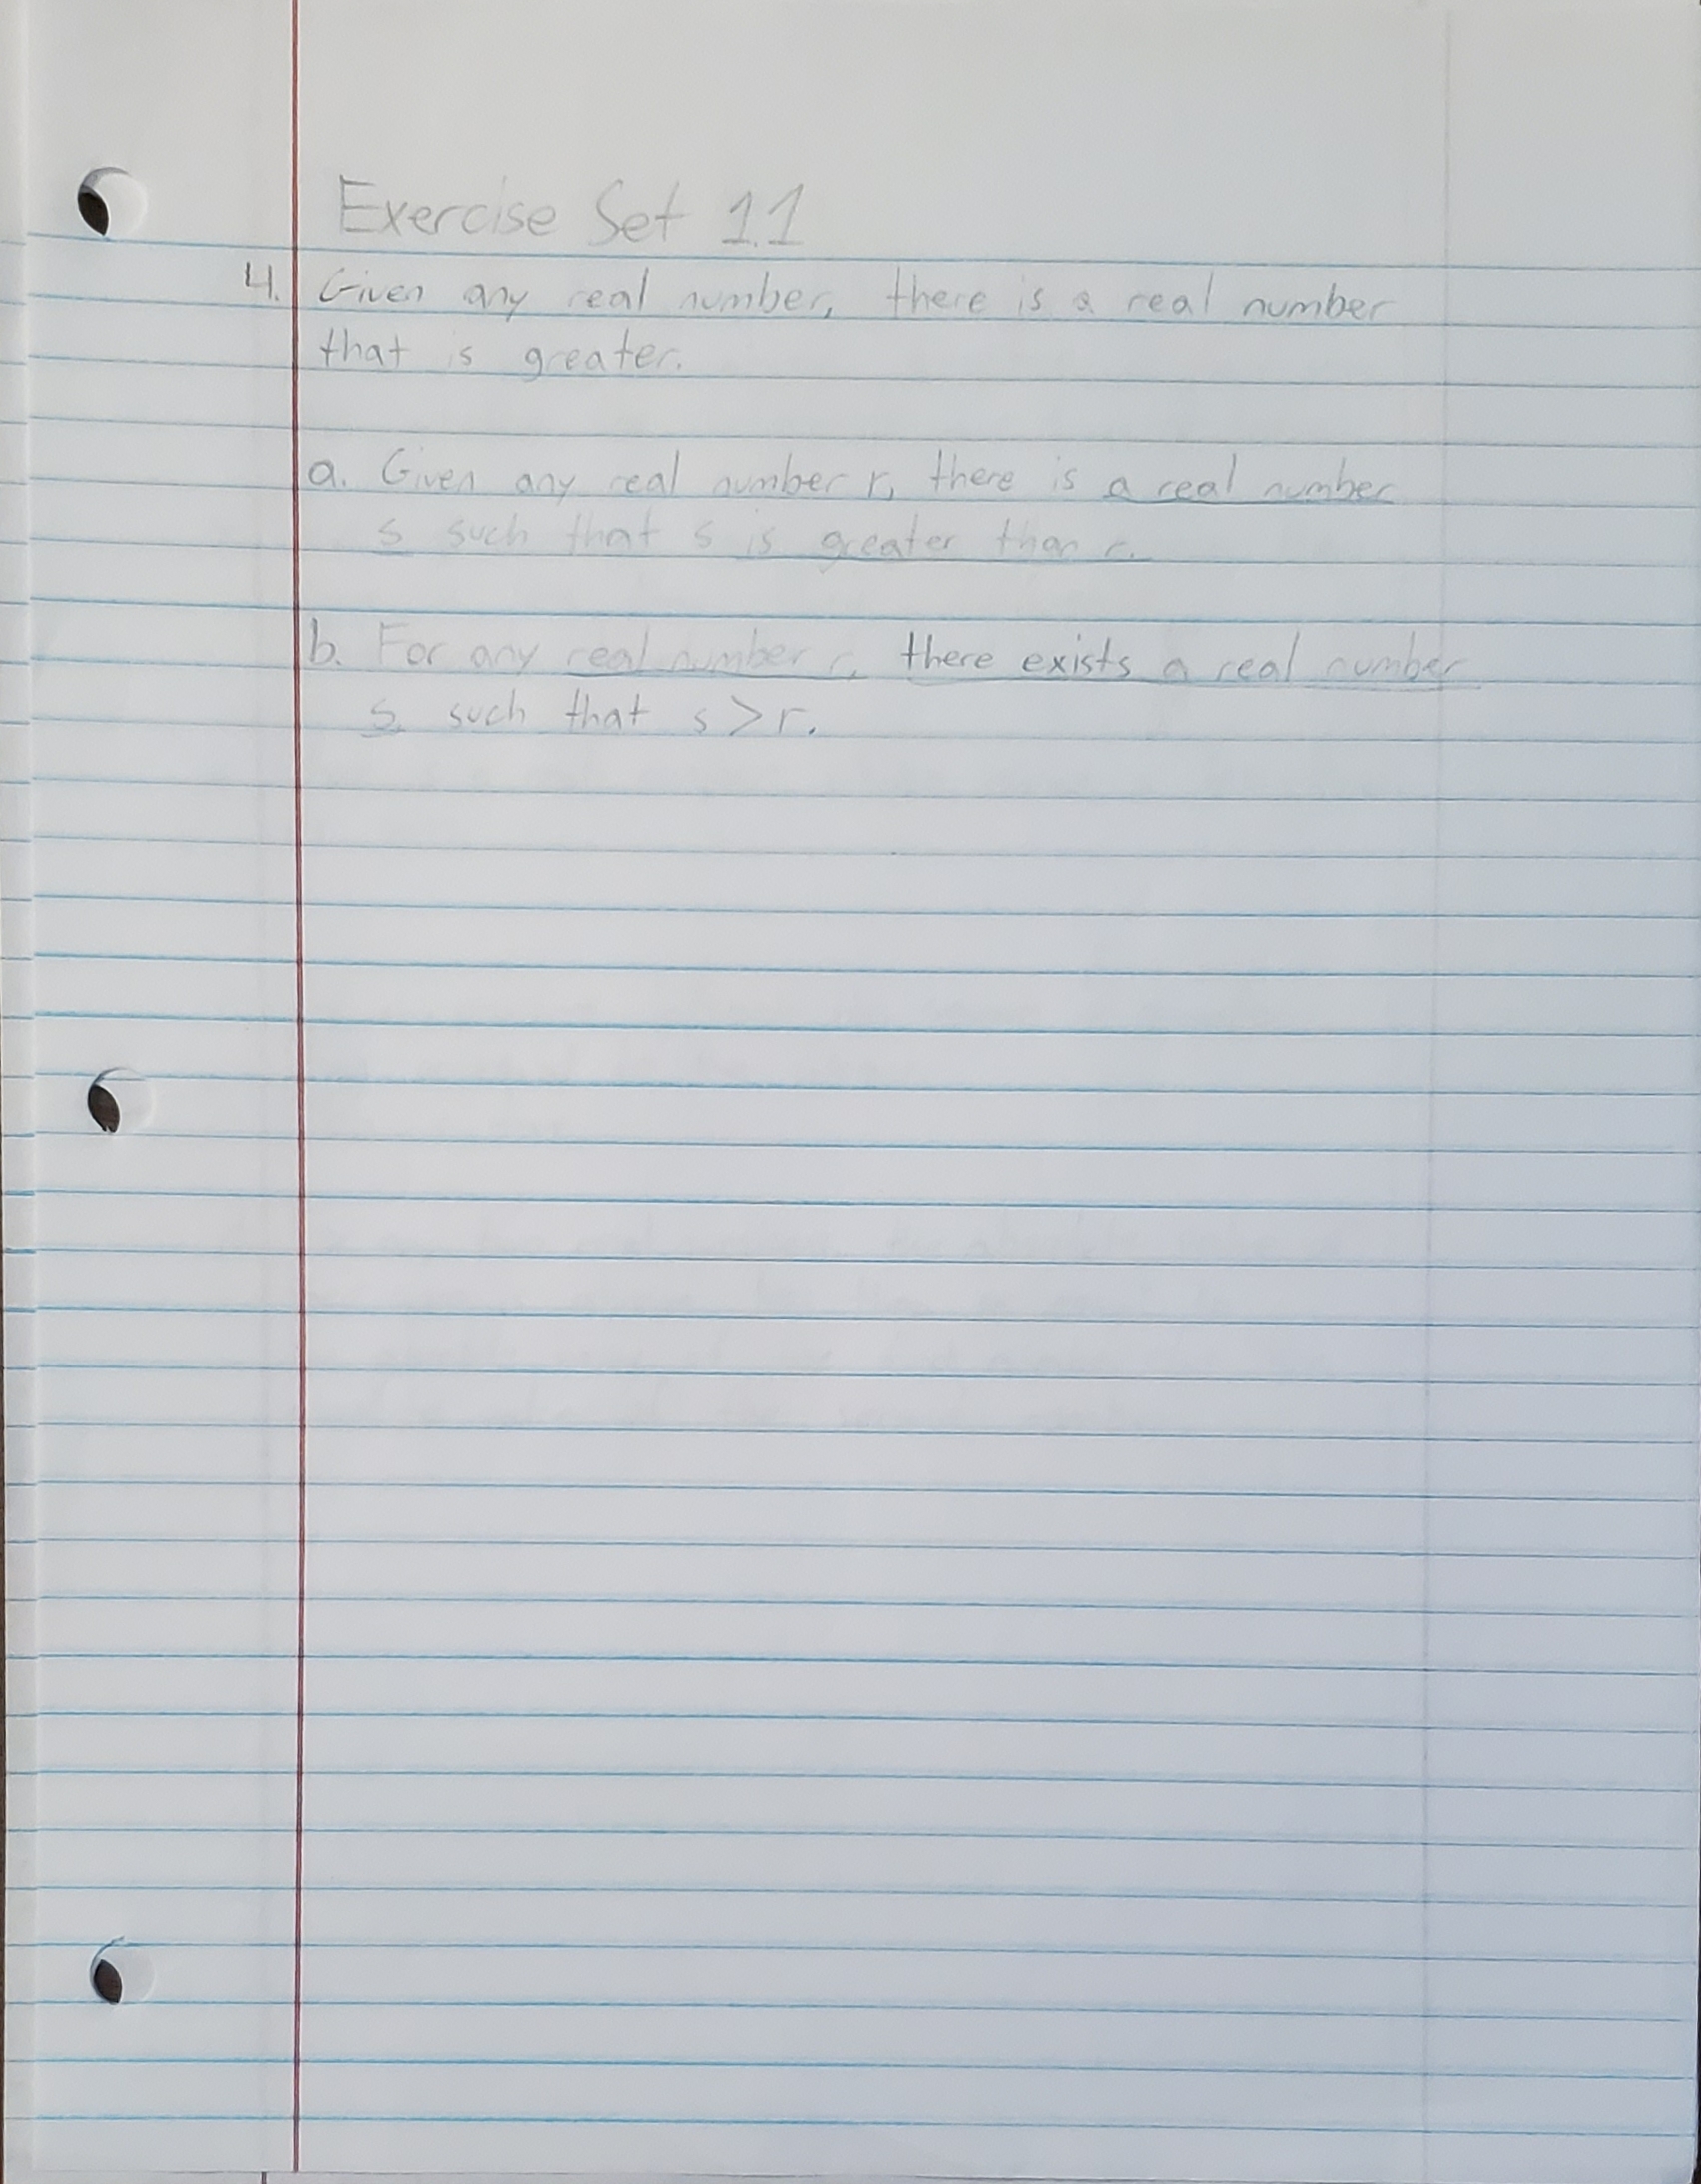 Exercise Set 1.1
4. Given any real number, there is a real number
that is greater.
a. Given any real number r, there is a real number
s such that s is greater than r.
b. For any real number r, there exists a real number
s such that s > r.